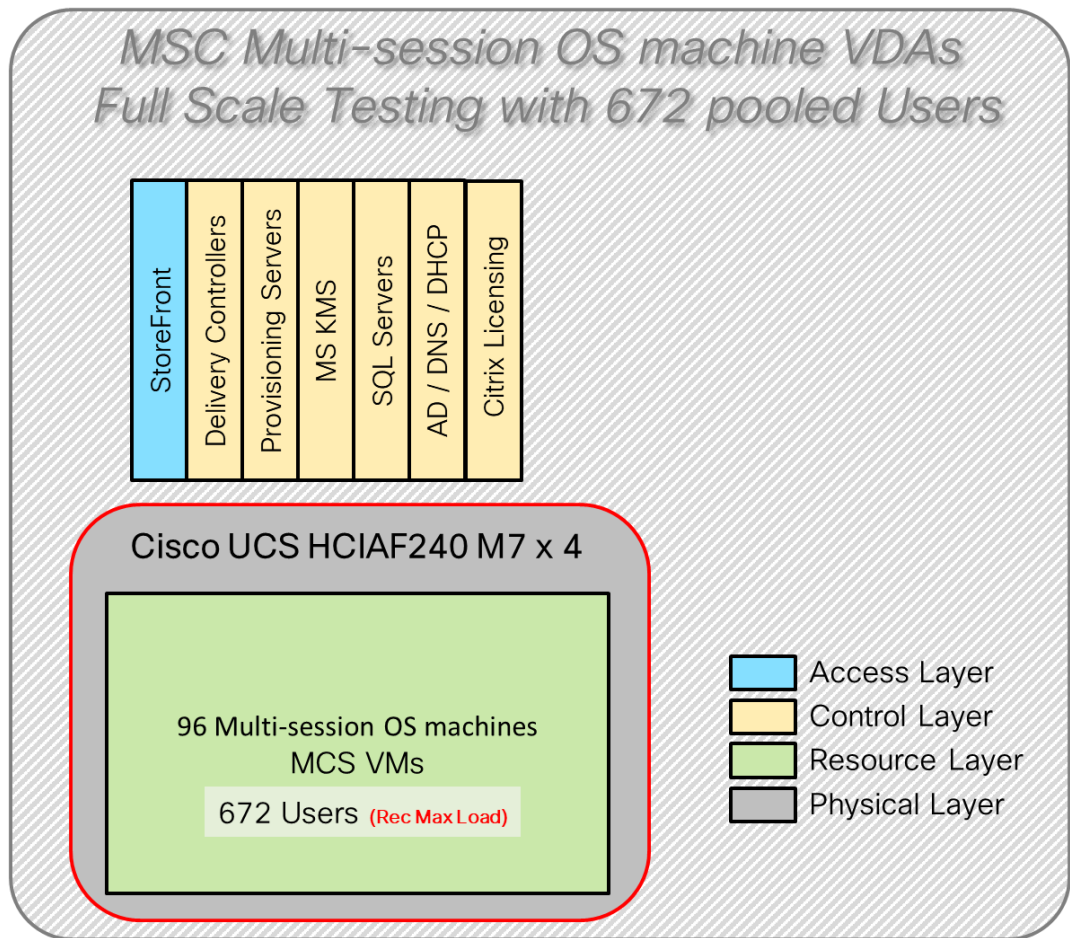 MSC Multi-session OS machine VDAs
Full Scale Testing with 672 pooled Users
StoreFront
Delivery Controllers
Provisioning Servers
MS KMS
SQL Servers
AD / DNS / DHCP
Citrix Licensing
Cisco UCS HCIAF240 M7 x 4
96 Multi-session OS machines
MCS VMs
672 Users (Rec Max Load)
Access Layer
Control Layer
Resource Layer
Physical Layer